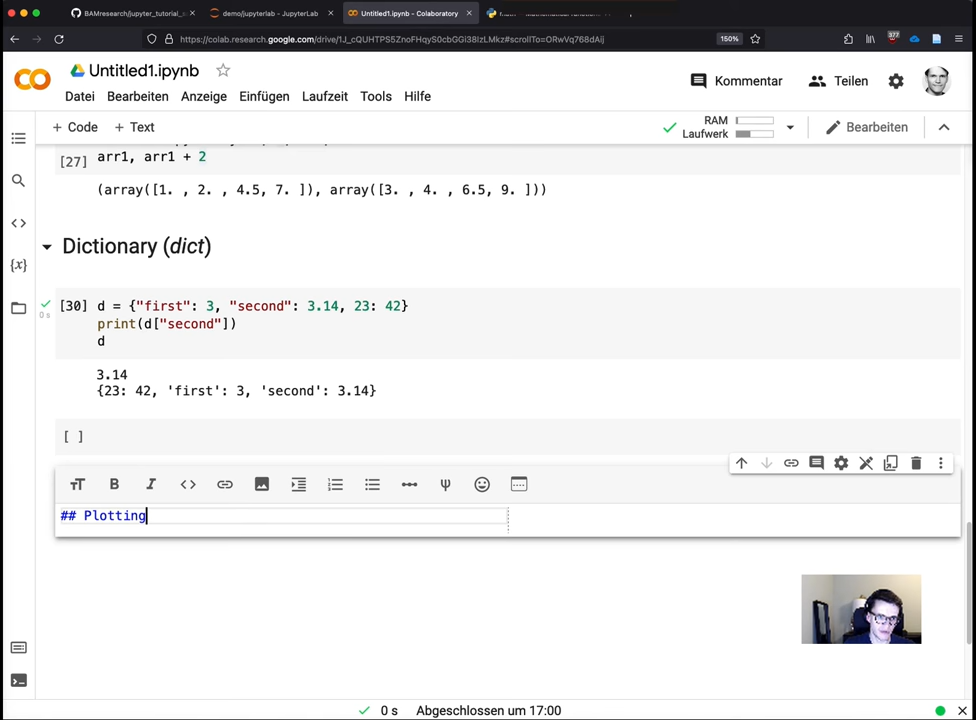 BAMresearch/jupyter_tutorial_s
demo/jupyterlab - JupyterLab
Untitled1.ipynb - Colaboratory
https://colab.research.google.com/drive/1J_cQUHTPS5ZnoFHqyS0cbGGi38IzLMkz#scrollTo=ORwVq768dAij
150%
377
Untitled1.ipynb
Kommentar
Teilen
Datei Bearbeiten Anzeige Einfügen Laufzeit Tools Hilfe
+ Code + Text
RAM
Laufwerk
Bearbeiten
[27] arr1, arr1 + 2
(array([1. , 2. , 4.5, 7. ]), array([3. , 4. , 6.5, 9. ]))
Dictionary (dict)
[30] d = {"first": 3, "second": 3.14, 23: 42}
0 s
print(d["second"])
d
3.14
{23: 42, 'first': 3, 'second': 3.14}
[ ]
## Plotting
0 s Abgeschlossen um 17:00